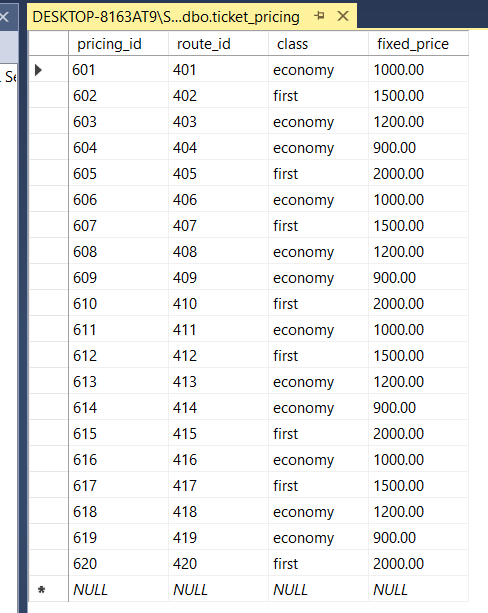 DESKTOP-8163AT9\S...dbo.ticket_pricing
pricing_id route_id class fixed_price
601 401 economy 1000.00
602 402 first 1500.00
603 403 economy 1200.00
604 404 economy 900.00
605 405 first 2000.00
606 406 economy 1000.00
607 407 first 1500.00
608 408 economy 1200.00
609 409 economy 900.00
610 410 first 2000.00
611 411 economy 1000.00
612 412 first 1500.00
613 413 economy 1200.00
614 414 economy 900.00
615 415 first 2000.00
616 416 economy 1000.00
617 417 first 1500.00
618 418 economy 1200.00
619 419 economy 900.00
620 420 first 2000.00
NULL NULL NULL NULL